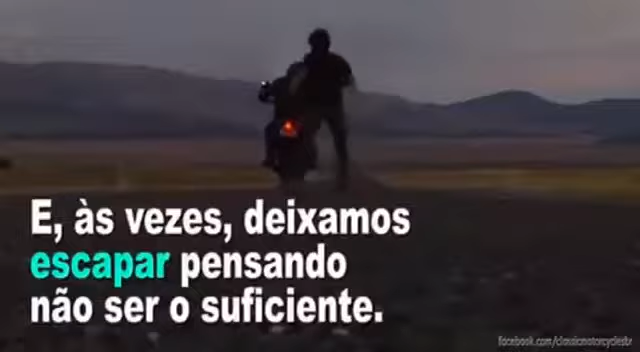 E, às vezes, deixamos
escapar pensando
não ser o suficiente.
facebook.com/classicmotorcyclesbr